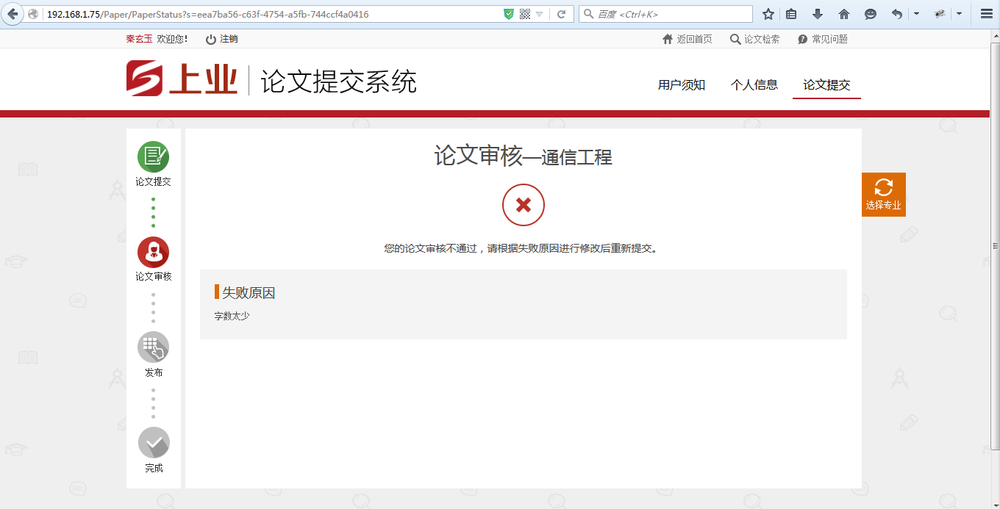 192.168.1.75/Paper/PaperStatus?s=eea7ba56-c63f-4754-a5fb-744ccf4a0416
百度 <Ctrl+K>
秦玄玉 欢迎您！ 注销
返回首页 论文检索 常见问题
上业 论文提交系统
用户须知 个人信息 论文提交
论文提交
论文审核
发布
完成
论文审核—通信工程
您的论文审核不通过，请根据失败原因进行修改后重新提交。
失败原因
字数太少
选择专业